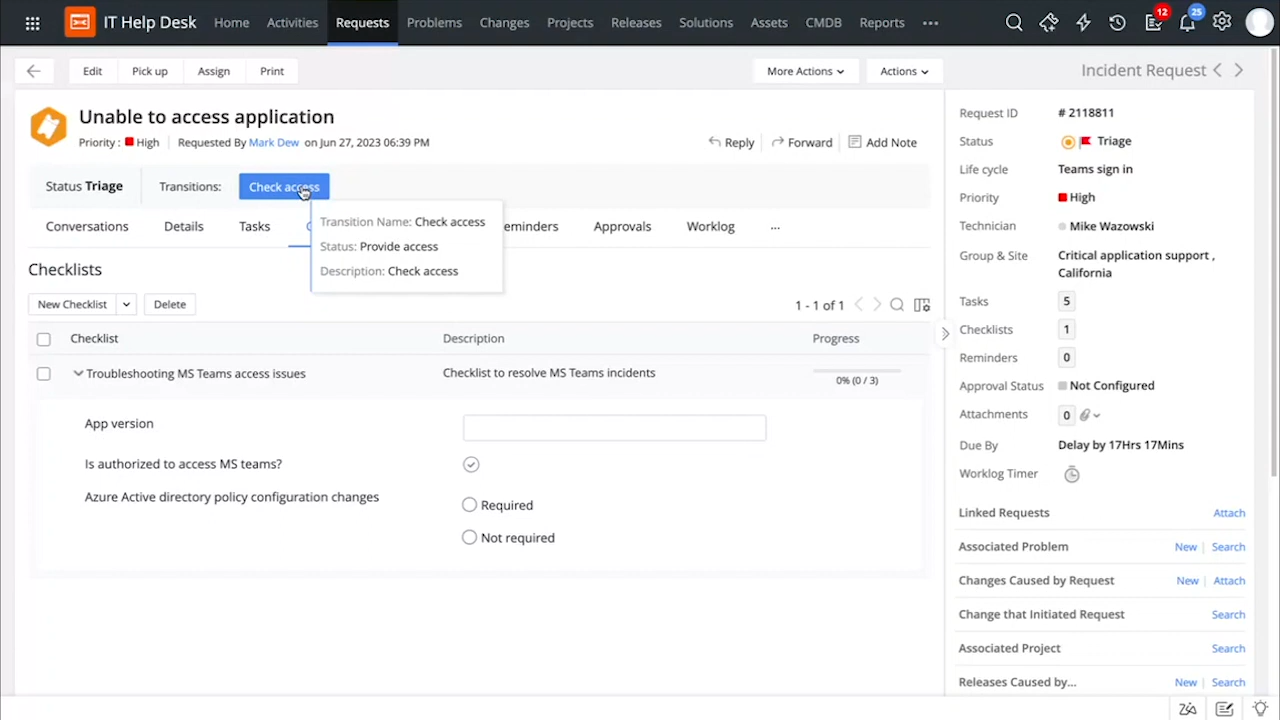 IT Help Desk Home Activities Requests Problems Changes Projects Releases Solutions Assets CMDB Reports ... 12 25
Edit Pick up Assign Print More Actions Actions Incident Request
Unable to access application
Priority : High Requested By Mark Dew on Jun 27, 2023 06:39 PM
Reply Forward Add Note
Status Triage Transitions: Check access
Transition Name: Check access
Status: Provide access
Description: Check access
Conversations Details Tasks C eminders Approvals Worklog ...
Checklists
New Checklist Delete 1 - 1 of 1
Checklist Description Progress
Troubleshooting MS Teams access issues Checklist to resolve MS Teams incidents 0% (0 / 3)
App version
Is authorized to access MS teams?
Azure Active directory policy configuration changes
Required
Not required
Request ID # 2118811
Status Triage
Life cycle Teams sign in
Priority High
Technician Mike Wazowski
Group & Site Critical application support ,
California
Tasks 5
Checklists 1
Reminders 0
Approval Status Not Configured
Attachments 0
Due By Delay by 17Hrs 17Mins
Worklog Timer
Linked Requests Attach
Associated Problem New Search
Changes Caused by Request New Attach
Change that Initiated Request Search
Associated Project Search
Releases Caused by... New Search